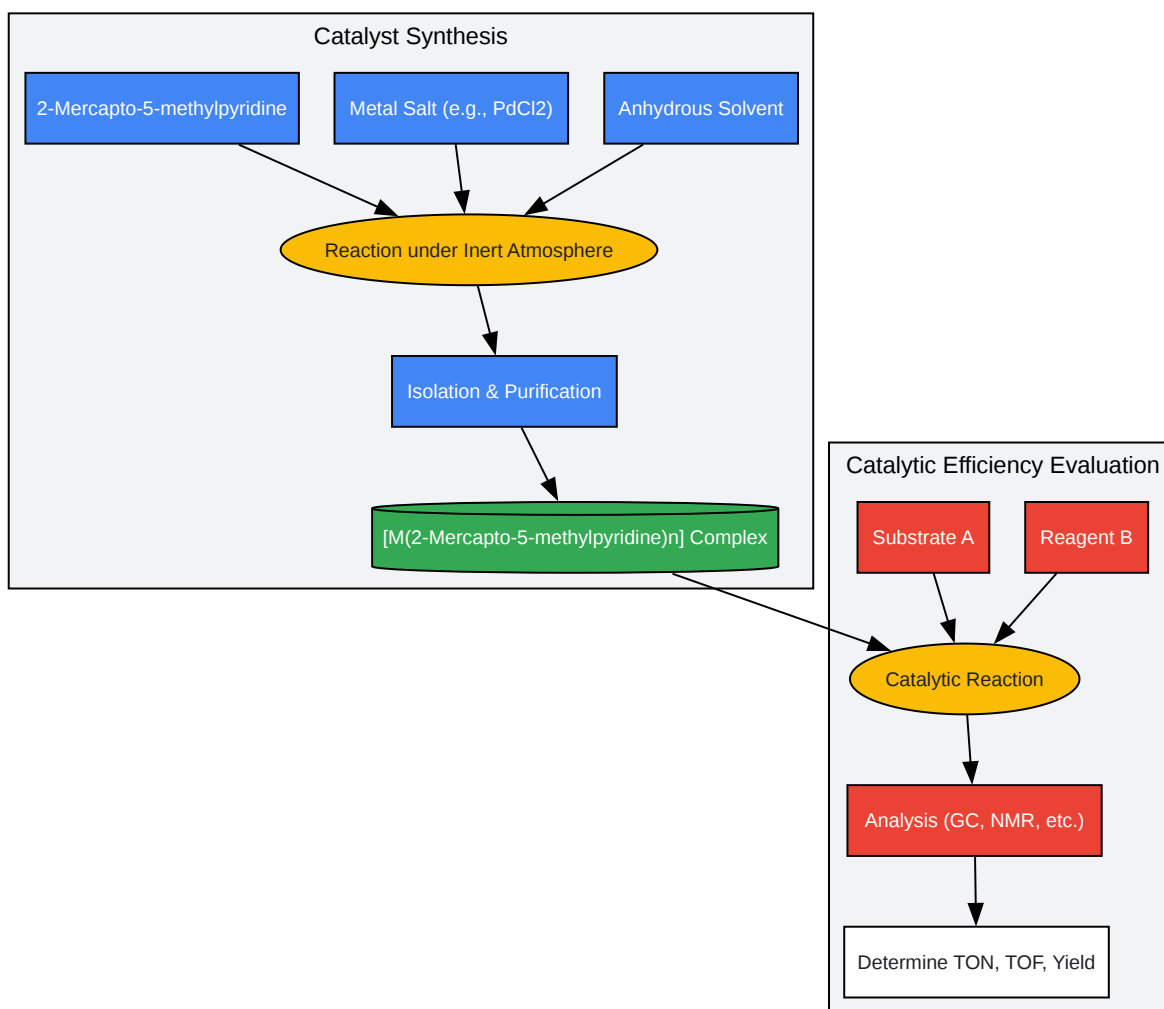 Catalyst Synthesis
2-Mercapto-5-methylpyridine
Metal Salt (e.g., PdCl2)
Anhydrous Solvent
Reaction under Inert Atmosphere
Isolation & Purification
[M(2-Mercapto-5-methylpyridine)n] Complex
Catalytic Efficiency Evaluation
Substrate A
Reagent B
Catalytic Reaction
Analysis (GC, NMR, etc.)
Determine TON, TOF, Yield